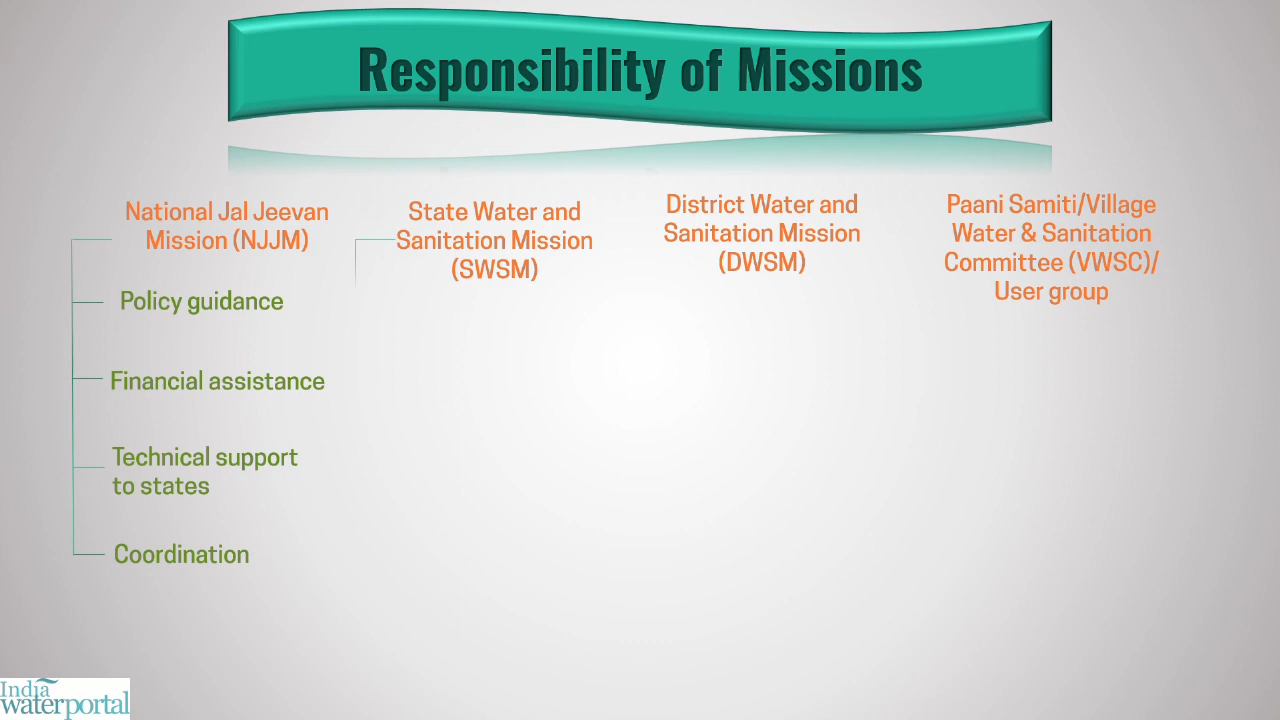 Responsibility of Missions
National Jal Jeevan
Mission (NJJM)
Policy guidance
Financial assistance
Technical support
to states
Coordination
State Water and
Sanitation Mission
(SWSM)
District Water and
Sanitation Mission
(DWSM)
Paani Samiti/Village
Water & Sanitation
Committee (VWSC)/
User group
India
waterportal